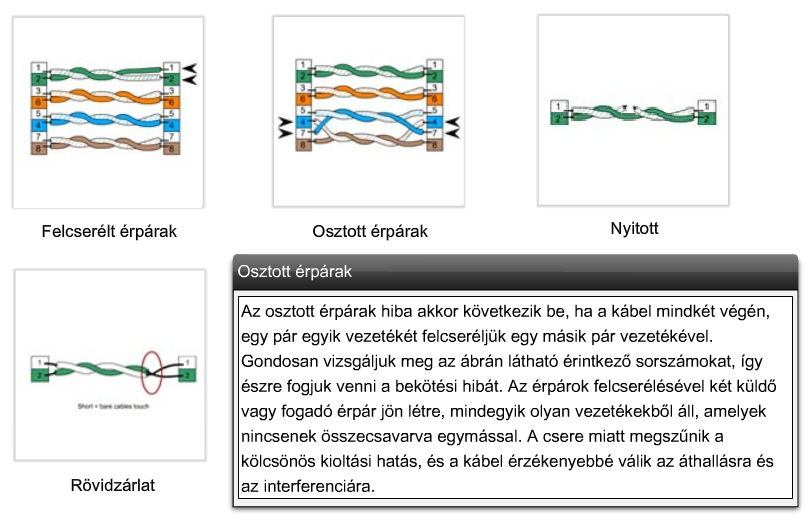 1 1
2 2
3 3
6 6
5 5
4 4
7 7
8 8
Felcserélt érpárak
1 1
2 2
3 3
6 6
5 5
4 4
7 7
8 8
Osztott érpárak
1 1
2 2
Nyitott
1 1
2 2
Short = bare cables touch
Rövidzárlat
Osztott érpárak
Az osztott érpárak hiba akkor következik be, ha a kábel mindkét végén,
egy pár egyik vezetékét felcseréljük egy másik pár vezetékével.
Gondosan vizsgáljuk meg az ábrán látható érintkező sorszámokat, így
észre fogjuk venni a bekötési hibát. Az érpárok felcserélésével két küldő
vagy fogadó érpár jön létre, mindegyik olyan vezetékekből áll, amelyek
nincsenek összecsavarva egymással. A csere miatt megszűnik a
kölcsönös kioltási hatás, és a kábel érzékenyebbé válik az áthallásra és
az interferenciára.